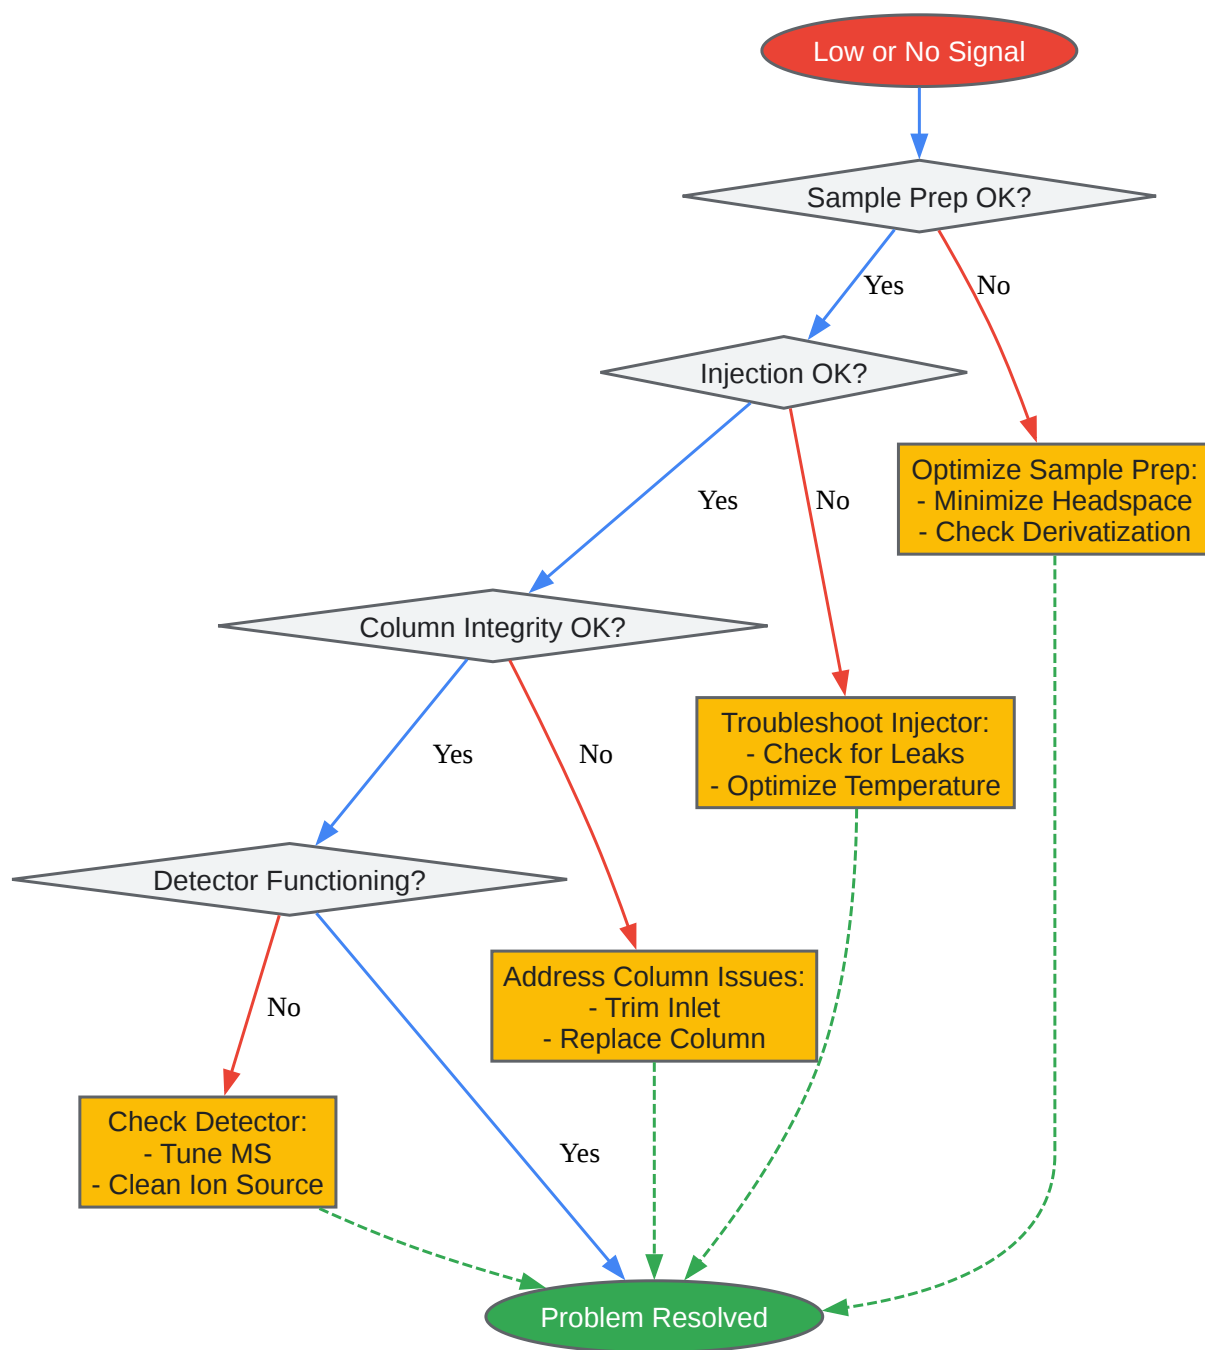 Low or No Signal
Sample Prep OK?
Yes
No
Injection OK?
Optimize Sample Prep:
- Minimize Headspace
- Check Derivatization
Yes
No
Column Integrity OK?
Troubleshoot Injector:
- Check for Leaks
- Optimize Temperature
Yes
No
Detector Functioning?
Address Column Issues:
- Trim Inlet
- Replace Column
No
Check Detector:
- Tune MS
- Clean Ion Source
Yes
Problem Resolved